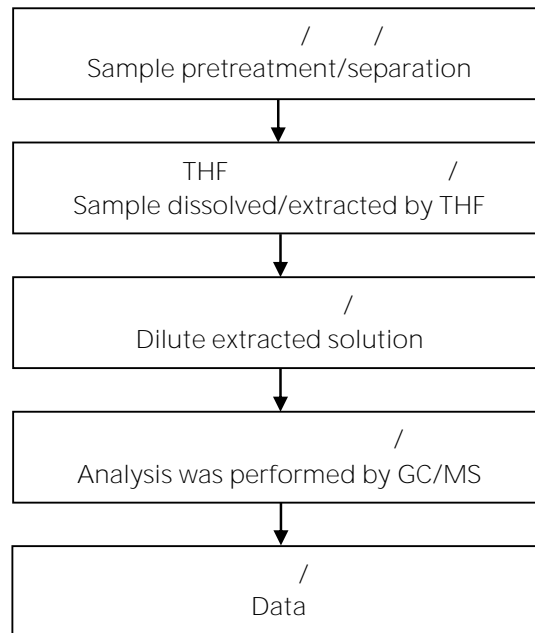 / /
Sample pretreatment/separation
THF /
Sample dissolved/extracted by THF
/
Dilute extracted solution
/
Analysis was performed by GC/MS
/
Data